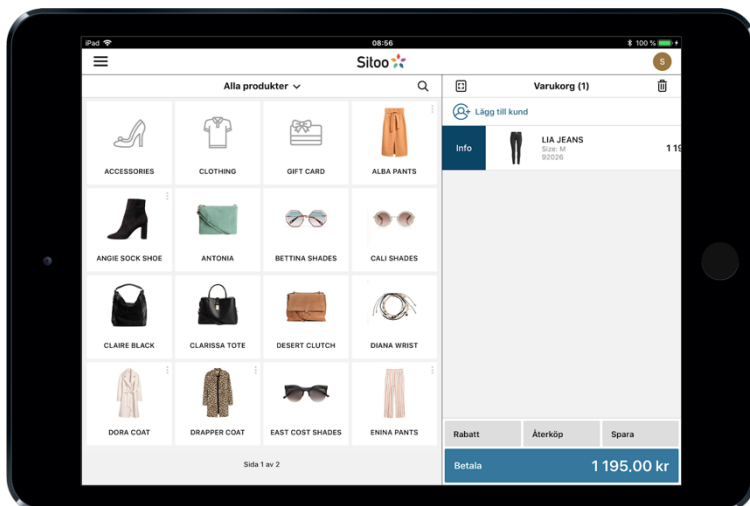 iPad
08:56
100 %
Sitoo
S
Alla produkter
Varukorg (1)
Lägg till kund
Info
LIA JEANS
Size: M
92026
1 19
ACCESSORIES
CLOTHING
GIFT CARD
ALBA PANTS
ANGIE SOCK SHOE
ANTONIA
BETTINA SHADES
CALI SHADES
CLAIRE BLACK
CLARISSA TOTE
DESERT CLUTCH
DIANA WRIST
DORA COAT
DRAPPER COAT
EAST COST SHADES
ENINA PANTS
Sida 1 av 2
Rabatt
Återköp
Spara
Betala
1 195,00 kr